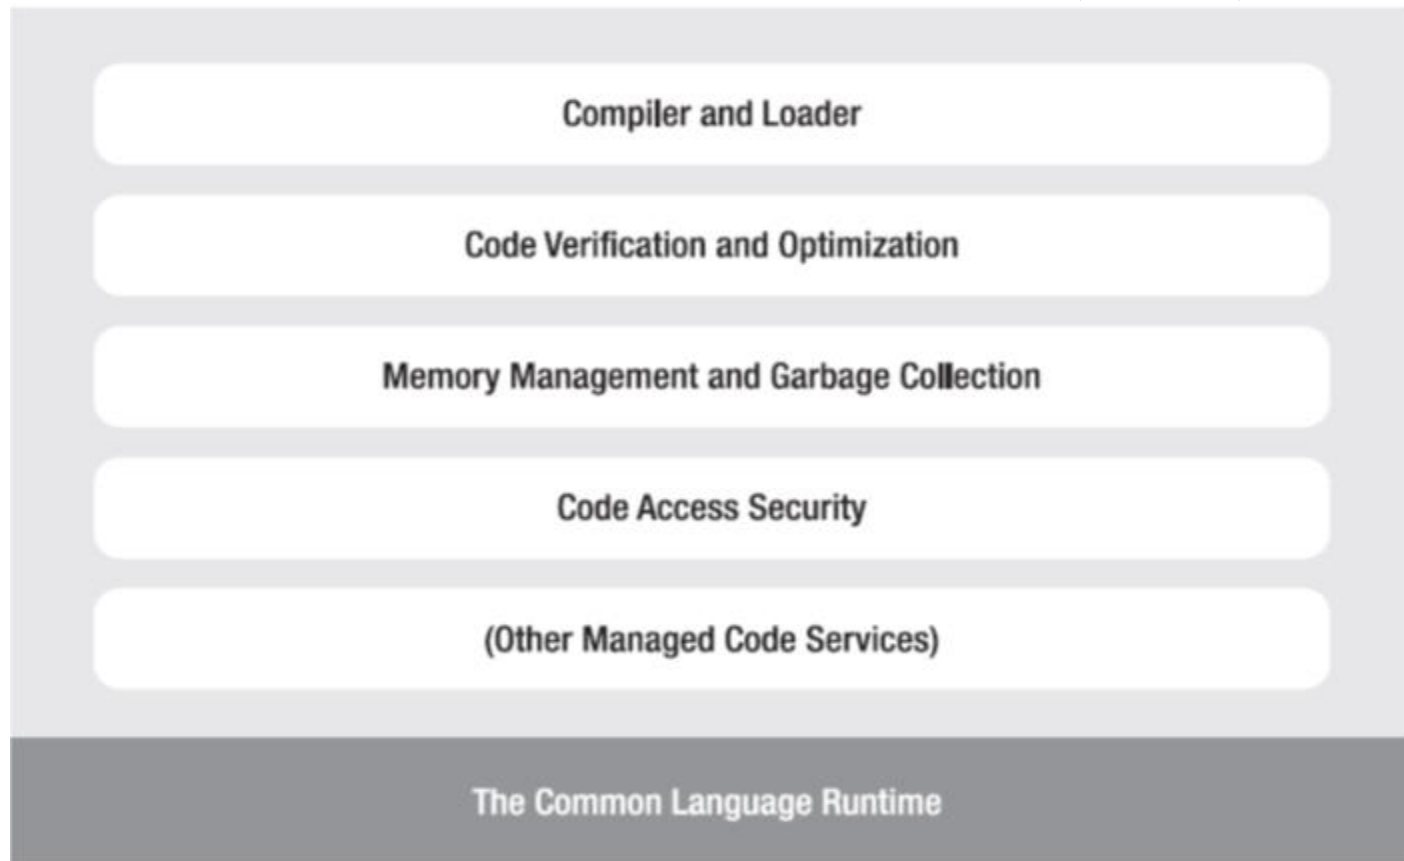 Compiler and Loader
Code Verification and Optimization
Memory Management and Garbage Collection
Code Access Security
(Other Managed Code Services)
The Common Language Runtime